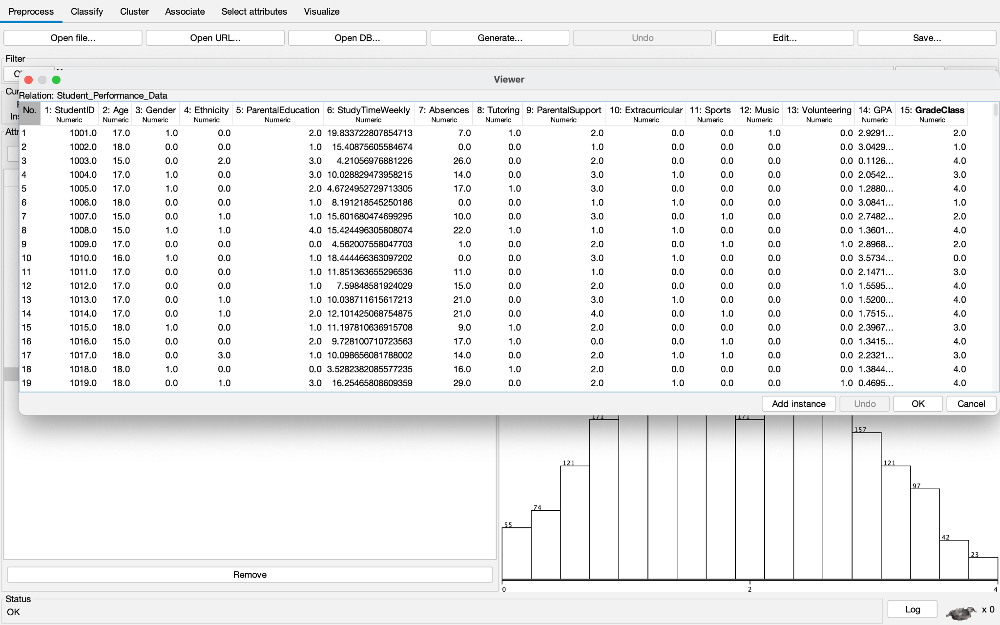 Preprocess Classify Cluster Associate Select attributes Visualize
Open file... Open URL... Open DB... Generate... Undo Edit... Save...
Filter
Viewer
Relation: Student_Performance_Data
No. 1: StudentID 2: Age 3: Gender 4: Ethnicity 5: ParentalEducation 6: StudyTimeWeekly 7: Absences 8: Tutoring 9: ParentalSupport 10: Extracurricular 11: Sports 12: Music 13: Volunteering 14: GPA 15: GradeClass
Numeric Numeric Numeric Numeric Numeric Numeric Numeric Numeric Numeric Numeric Numeric Numeric Numeric Numeric Numeric
1 1001.0 17.0 1.0 0.0 2.0 19.833722807854713 7.0 1.0 2.0 0.0 0.0 1.0 0.0 2.9291... 2.0
2 1002.0 18.0 0.0 0.0 1.0 15.40875605584674 0.0 0.0 1.0 0.0 0.0 0.0 0.0 3.0429... 1.0
3 1003.0 15.0 0.0 2.0 3.0 4.21056976881226 26.0 0.0 2.0 0.0 0.0 0.0 0.0 0.1126... 4.0
4 1004.0 17.0 1.0 0.0 3.0 10.028829473958215 14.0 0.0 3.0 1.0 0.0 0.0 0.0 2.0542... 3.0
5 1005.0 17.0 1.0 0.0 2.0 4.6724952729713305 17.0 1.0 3.0 0.0 0.0 0.0 0.0 1.2880... 4.0
6 1006.0 18.0 0.0 0.0 1.0 8.191218545250186 0.0 0.0 1.0 1.0 0.0 0.0 0.0 3.0841... 1.0
7 1007.0 15.0 0.0 1.0 1.0 15.601680474699295 10.0 0.0 3.0 0.0 1.0 0.0 0.0 2.7482... 2.0
8 1008.0 15.0 1.0 1.0 4.0 15.424496305808074 22.0 1.0 1.0 1.0 0.0 0.0 0.0 1.3601... 4.0
9 1009.0 17.0 0.0 0.0 0.0 4.562007558047703 1.0 0.0 2.0 0.0 1.0 0.0 1.0 2.8968... 2.0
10 1010.0 16.0 1.0 0.0 1.0 18.444466363097202 0.0 0.0 3.0 1.0 0.0 0.0 0.0 3.5734... 0.0
11 1011.0 17.0 0.0 0.0 1.0 11.851363655296536 11.0 0.0 1.0 0.0 0.0 0.0 0.0 2.1471... 3.0
12 1012.0 17.0 0.0 0.0 1.0 7.59848581924029 15.0 0.0 2.0 0.0 0.0 0.0 1.0 1.5595... 4.0
13 1013.0 17.0 0.0 1.0 1.0 10.038711615617213 21.0 0.0 3.0 1.0 0.0 0.0 0.0 1.5200... 4.0
14 1014.0 17.0 0.0 1.0 2.0 12.101425068754875 21.0 0.0 4.0 0.0 1.0 0.0 0.0 1.7515... 4.0
15 1015.0 18.0 1.0 0.0 1.0 11.197810636915708 9.0 1.0 2.0 0.0 0.0 0.0 0.0 2.3967... 3.0
16 1016.0 15.0 0.0 0.0 2.0 9.728100710723563 17.0 1.0 0.0 0.0 1.0 0.0 0.0 1.3415... 4.0
17 1017.0 18.0 0.0 3.0 1.0 10.098656081788002 14.0 0.0 2.0 1.0 1.0 0.0 0.0 2.2321... 3.0
18 1018.0 18.0 1.0 0.0 0.0 3.5282382085577235 16.0 1.0 2.0 0.0 0.0 0.0 0.0 1.3844... 4.0
19 1019.0 18.0 0.0 1.0 3.0 16.25465808609359 29.0 0.0 2.0 1.0 0.0 0.0 1.0 0.4695... 4.0
Add instance Undo OK Cancel
171 171
157
121 121
97
74
55
42
23
Remove
0 2 4
Status
OK
Log x 0